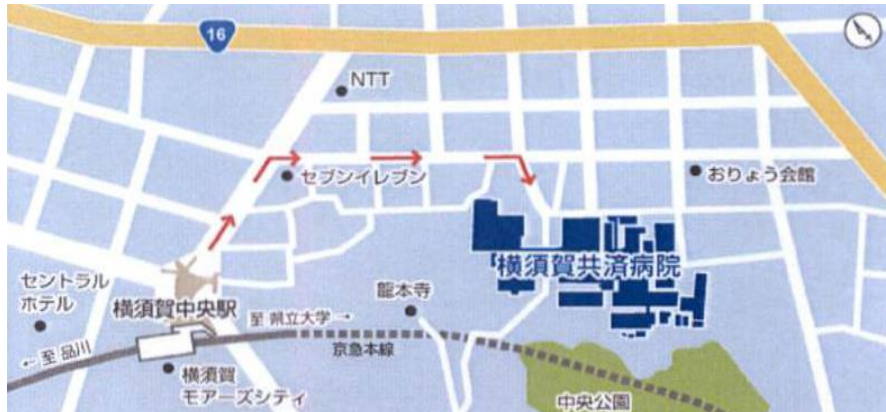 16
NTT
セブンイレブン
おりょう会館
横須賀共済病院
セントラル
ホテル
横須賀中央駅
龍本寺
至 県立大学→
←至 品川
京急本線
横須賀
モアーズシティ
中央公園